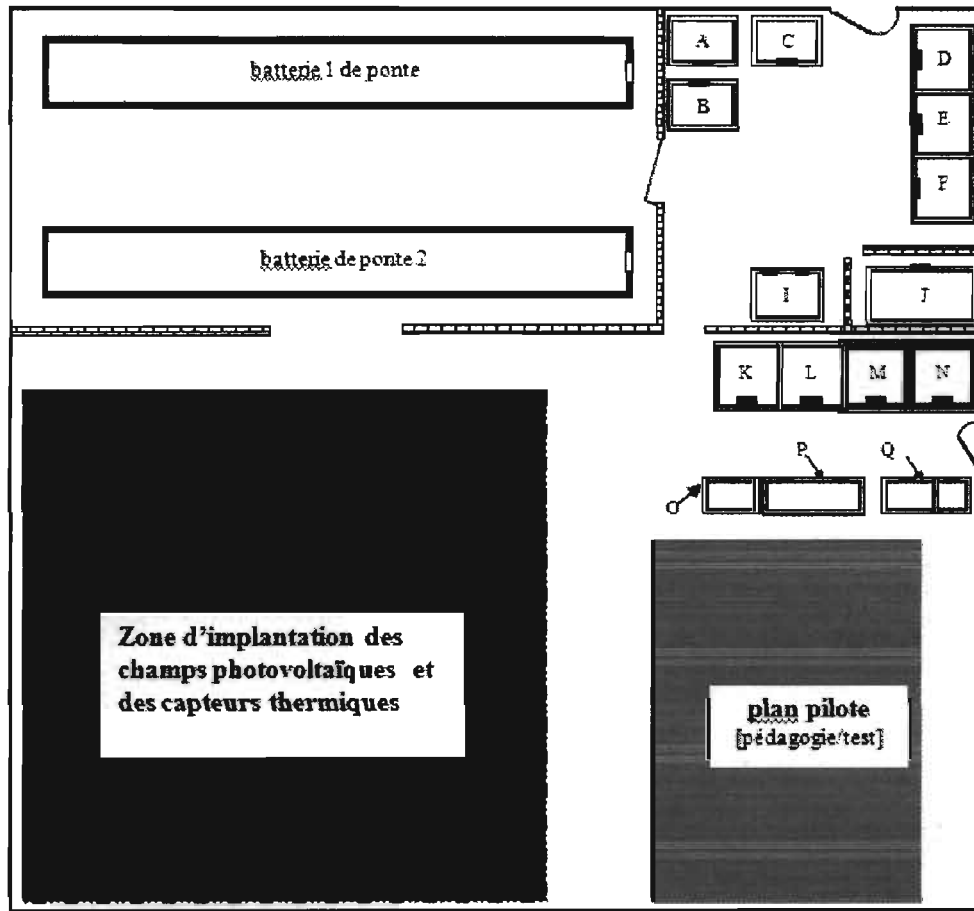 batterie 1 de ponte
A
C
D
B
E
F
batterie de ponte 2
I
J
K
L
M
N
P
Q
O
Zone d'implantation des
champs photovoltaïques et
des capteurs thermiques
plan pilote
[pédagogie/test]